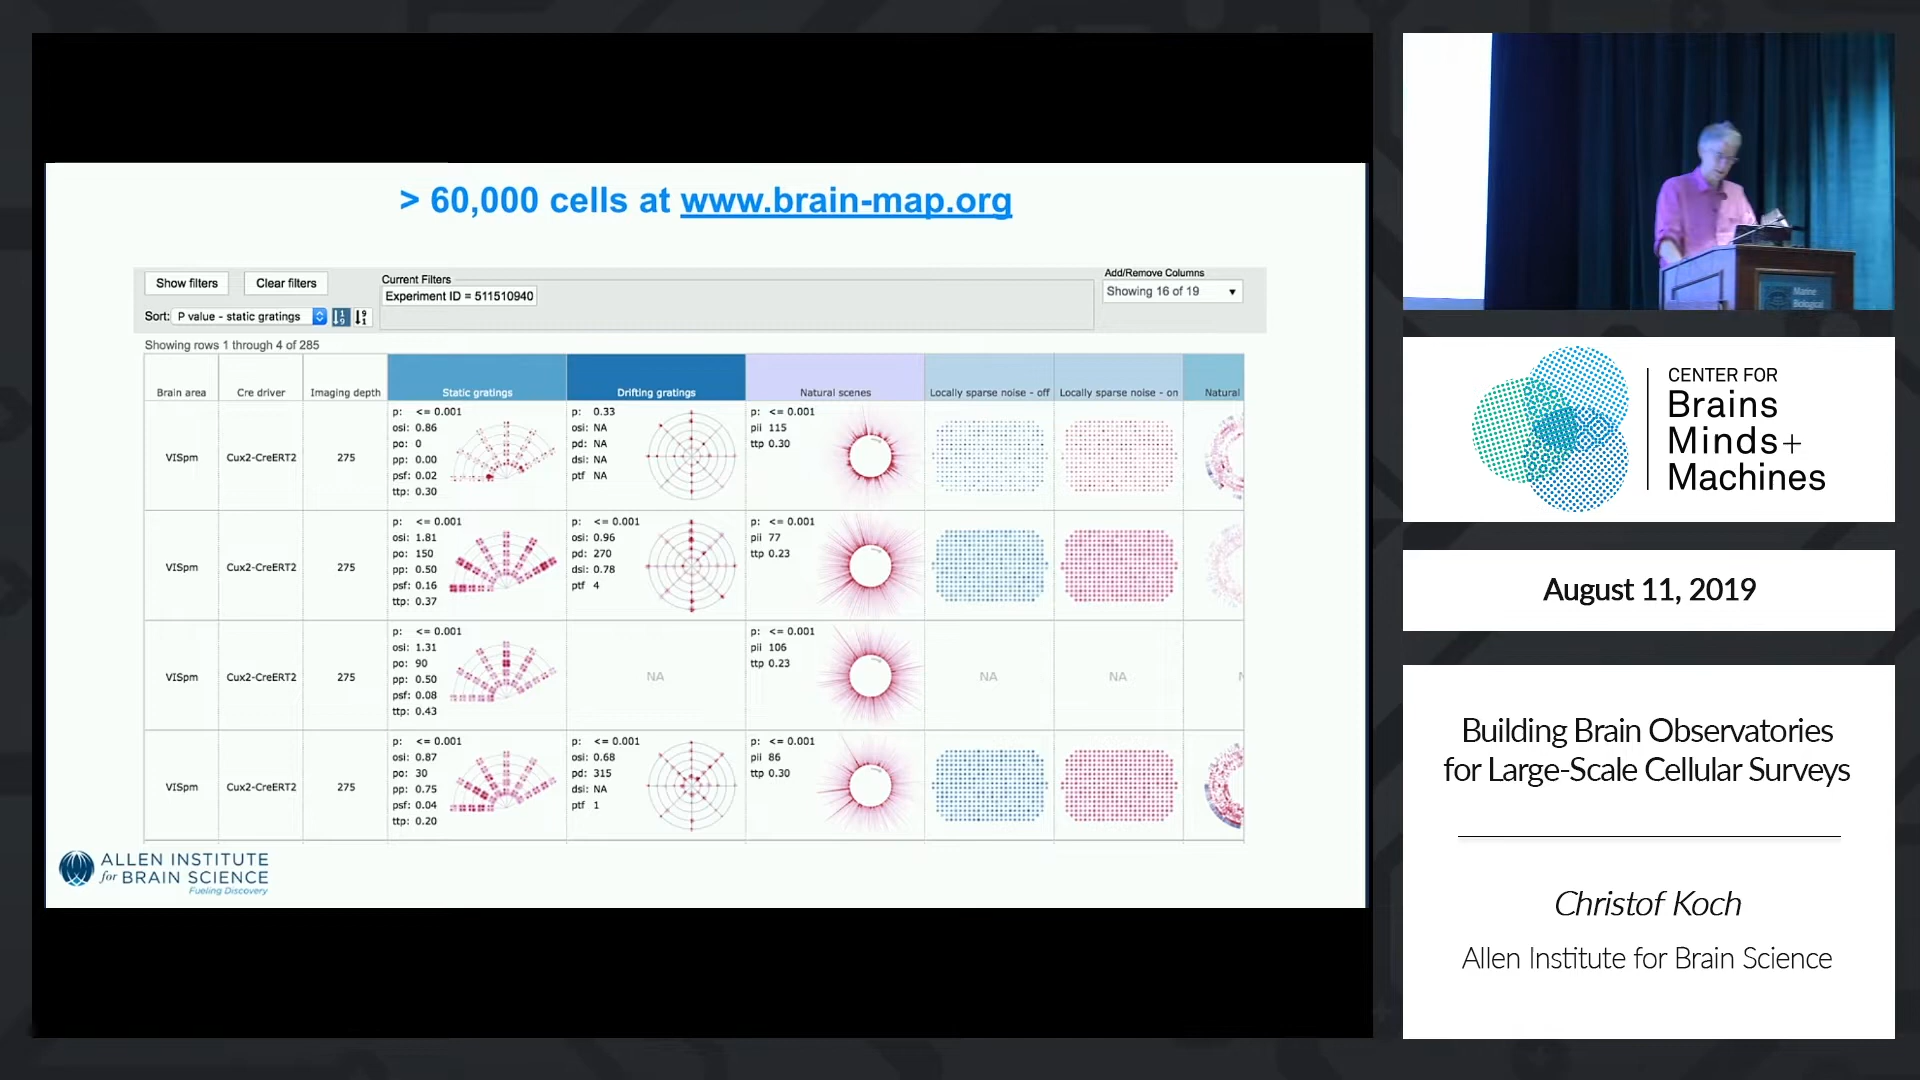 > 60,000 cells at www.brain-map.org
Show filters
Clear filters
Current Filters
Experiment ID = 511510940
Add/Remove Columns
Showing 16 of 19
Sort: P value - static gratings
Showing rows 1 through 4 of 285
Brain area Cre driver Imaging depth Static gratings Drifting gratings Natural scenes Locally sparse noise - off Locally sparse noise - on Natural
VISpm Cux2-CreERT2 275
p: <= 0.001
osi: 0.86
po: 0
pp: 0.00
psf: 0.02
ttp: 0.30
p: 0.33
osi: NA
pd: NA
dsi: NA
ptf NA
p: <= 0.001
pii 115
ttp 0.30
VISpm Cux2-CreERT2 275
p: <= 0.001
osi: 1.81
po: 150
pp: 0.50
psf: 0.16
ttp: 0.37
p: <= 0.001
osi: 0.96
pd: 270
dsi: 0.78
ptf 4
p: <= 0.001
pii 77
ttp 0.23
VISpm Cux2-CreERT2 275
p: <= 0.001
osi: 1.31
po: 90
pp: 0.50
psf: 0.08
ttp: 0.43
NA
p: <= 0.001
pii 106
ttp 0.23
NA
NA
VISpm Cux2-CreERT2 275
p: <= 0.001
osi: 0.87
po: 30
pp: 0.75
psf: 0.04
ttp: 0.20
p: <= 0.001
osi: 0.68
pd: 315
dsi: NA
ptf 1
p: <= 0.001
pii 86
ttp 0.30
ALLEN INSTITUTE
for BRAIN SCIENCE
Fueling Discovery
Marine
Biological
CENTER FOR
Brains
Minds+
Machines
August 11, 2019
Building Brain Observatories
for Large-Scale Cellular Surveys
Christof Koch
Allen Institute for Brain Science